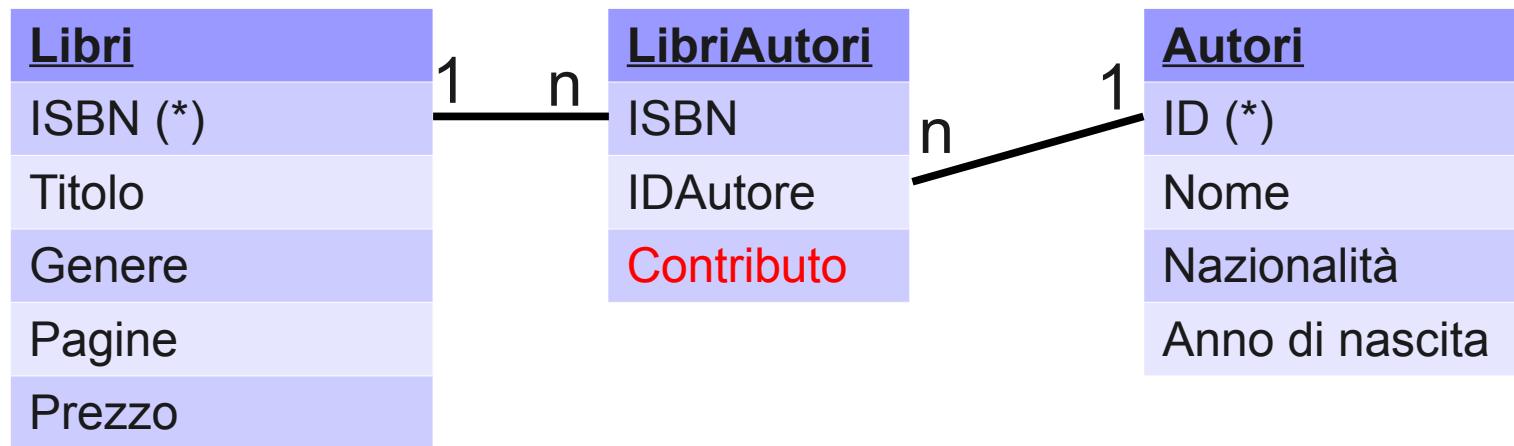 Libri
ISBN (*)
Titolo
Genere
Pagine
Prezzo
1 n
LibriAutori
ISBN
IDAutore
Contributo
n 1
Autori
ID (*)
Nome
Nazionalità
Anno di nascita